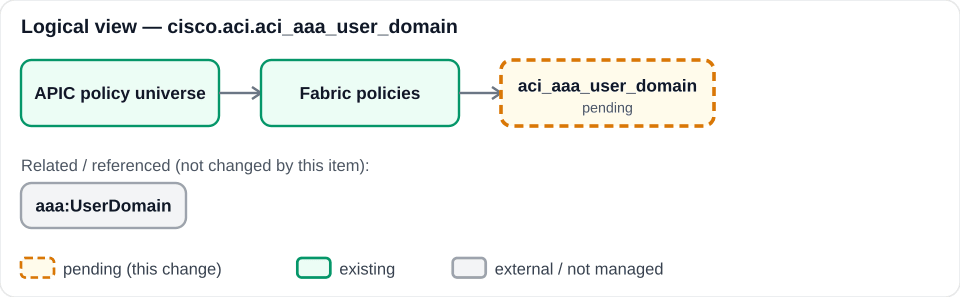 Logical view — cisco.aci.aci_aaa_user_domain
APIC policy universe
Fabric policies
aci_aaa_user_domain
pending
Related / referenced (not changed by this item):
aaa:UserDomain
pending (this change)
existing
external / not managed